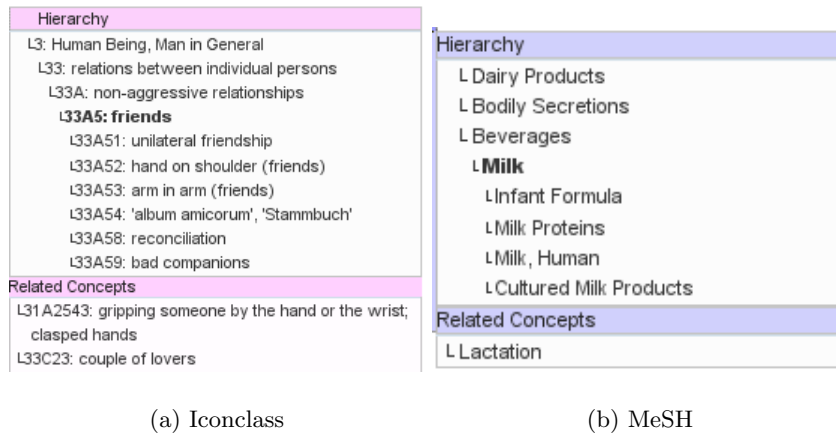 Hierarchy
L3: Human Being, Man in General
L33: relations between individual persons
L33A: non-aggressive relationships
L33A5: friends
L33A51: unilateral friendship
L33A52: hand on shoulder (friends)
L33A53: arm in arm (friends)
L33A54: 'album amicorum', 'Stammbuch'
L33A58: reconciliation
L33A59: bad companions
Related Concepts
L31A2543: gripping someone by the hand or the wrist;
clasped hands
L33C23: couple of lovers
(a) Iconclass
Hierarchy
L Dairy Products
L Bodily Secretions
L Beverages
L Milk
L Infant Formula
L Milk Proteins
L Milk, Human
L Cultured Milk Products
Related Concepts
L Lactation
(b) MeSH